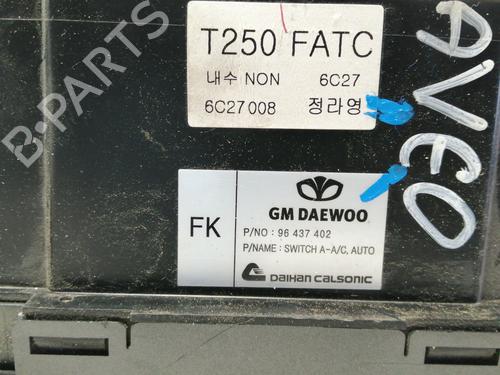 T250 FATC
내수 NON 6C27
6C27008 정라영
AVEO
FK
GM DAEWOO
P/NO : 96 437 402
P/NAME : SWITCH A-A/C, AUTO
DAIHAN CALSONIC
B-PARTS